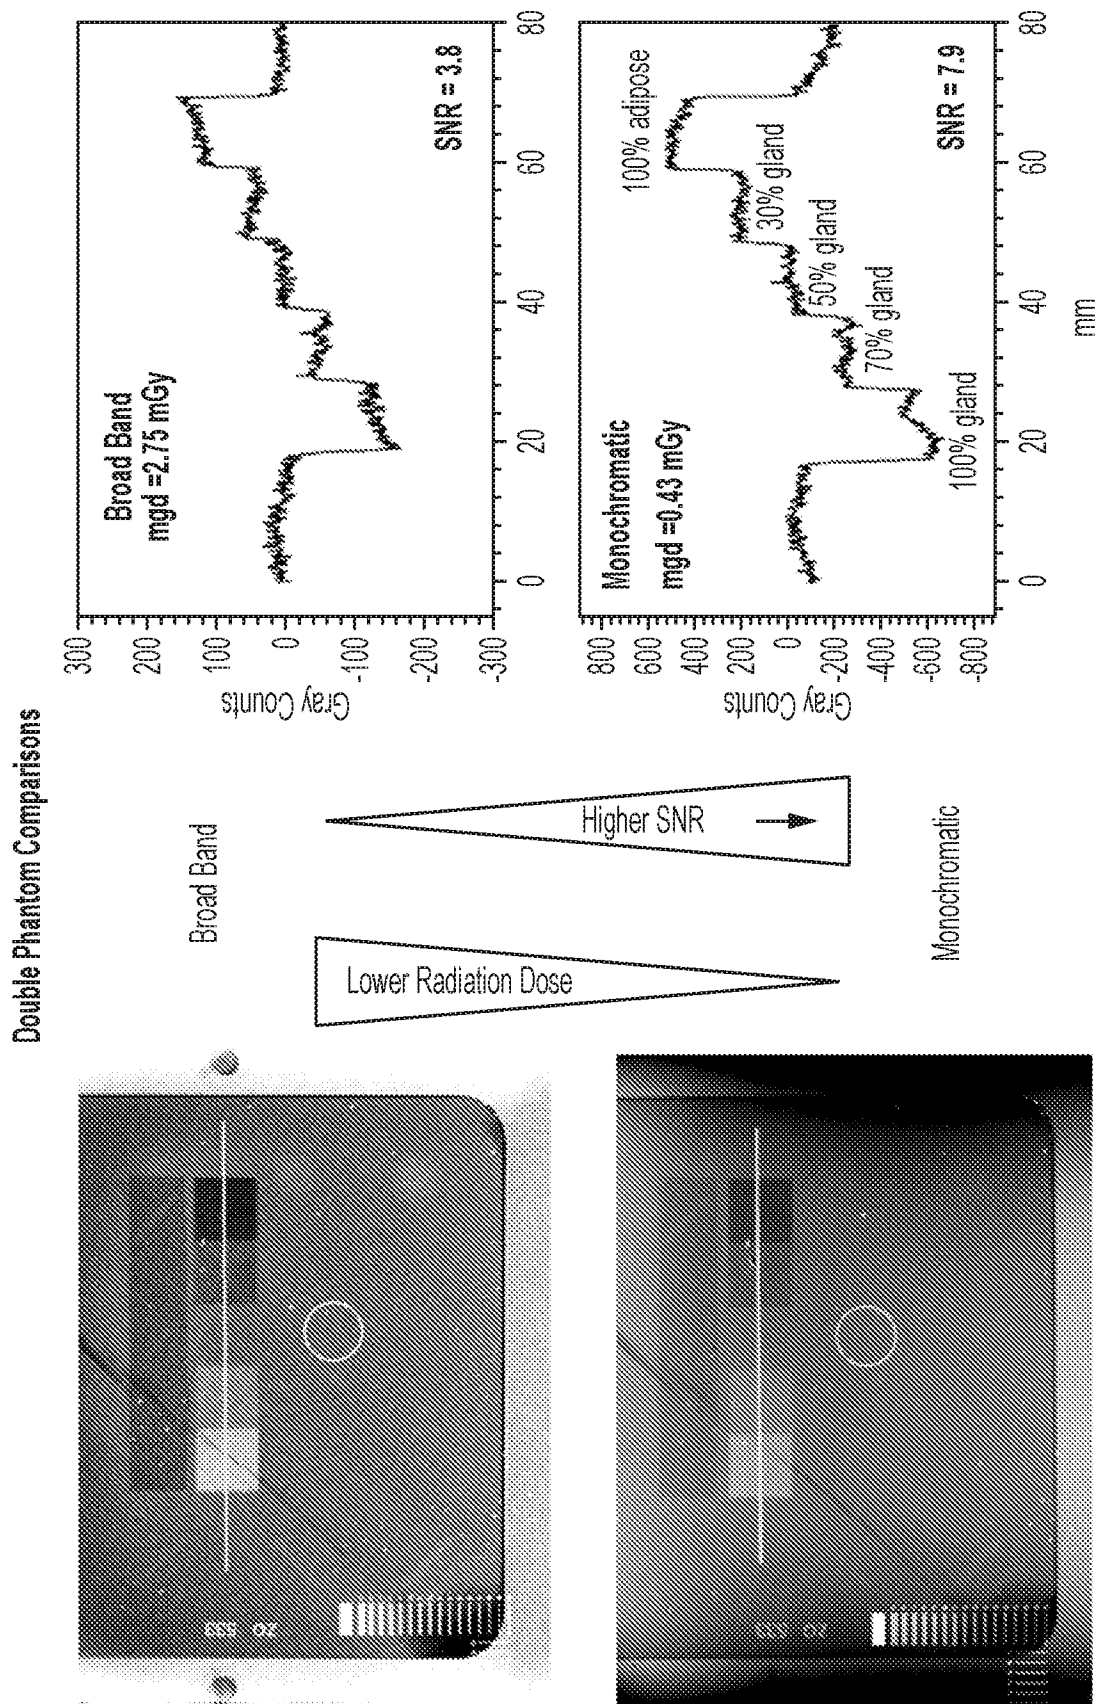 Double Phantom Comparisons
Broad Band
Lower Radiation Dose
Higher SNR
Monochromatic
ZO 533
Broad Band
mgd =2.75 mGy
SNR = 3.8
Gray Counts
300
200
100
0
-100
-200
-300
0
20
40
60
80
Monochromatic
mgd =0.43 mGy
100% adipose
30% gland
50% gland
70% gland
100% gland
SNR = 7.9
Gray Counts
800
600
400
200
0
-200
-400
-600
-800
0
20
40
60
80
mm